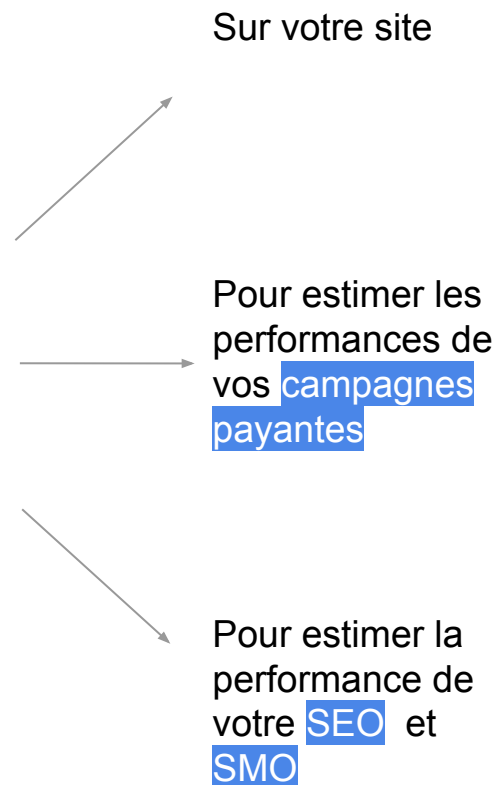 Sur votre site
Pour estimer les
performances de
vos campagnes
payantes
Pour estimer la
performance de
votre SEO et
SMO